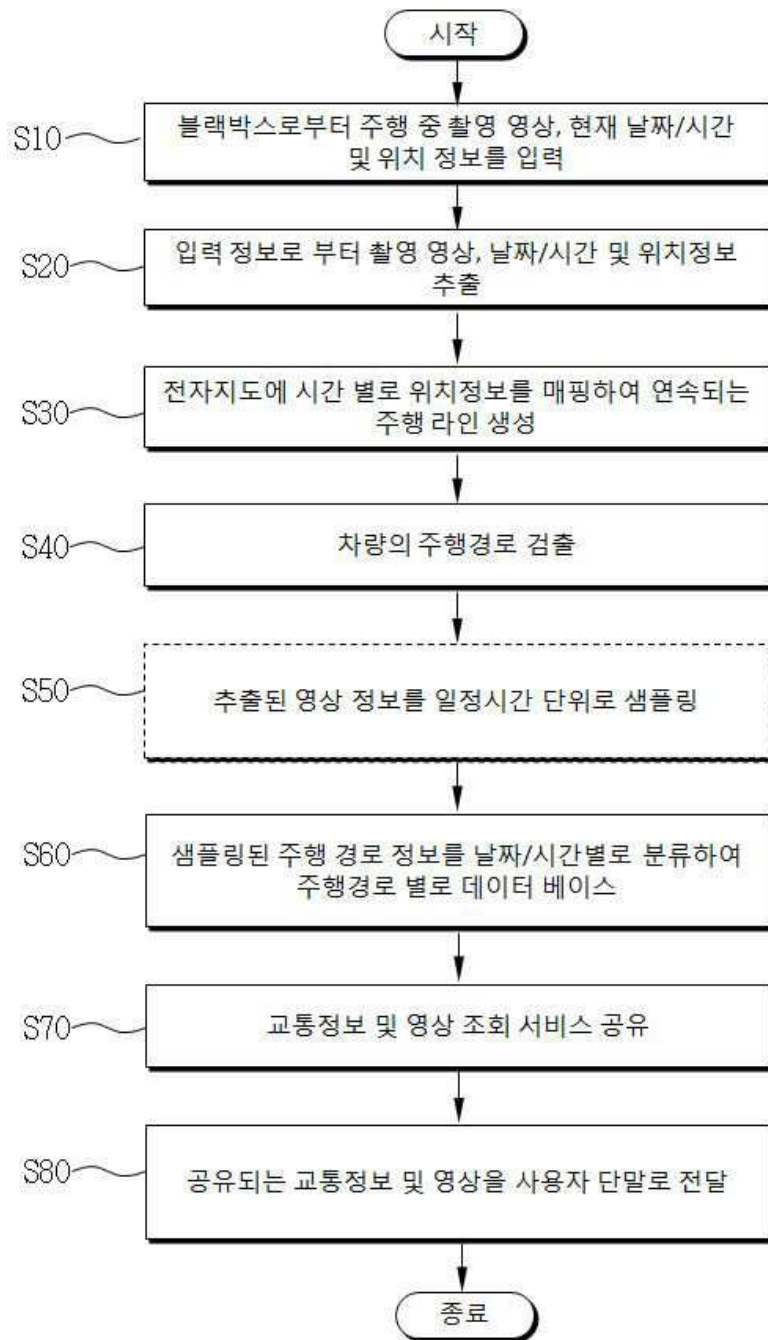 시작
S10
블랙박스로부터 주행 중 촬영 영상, 현재 날짜/시간
및 위치 정보를 입력
S20
입력 정보로 부터 촬영 영상, 날짜/시간 및 위치정보
추출
S30
전자지도에 시간 별로 위치정보를 매핑하여 연속되는
주행 라인 생성
S40
차량의 주행경로 검출
S50
추출된 영상 정보를 일정시간 단위로 샘플링
S60
샘플링된 주행 경로 정보를 날짜/시간별로 분류하여
주행경로 별로 데이터 베이스
S70
교통정보 및 영상 조회 서비스 공유
S80
공유되는 교통정보 및 영상을 사용자 단말로 전달
종료